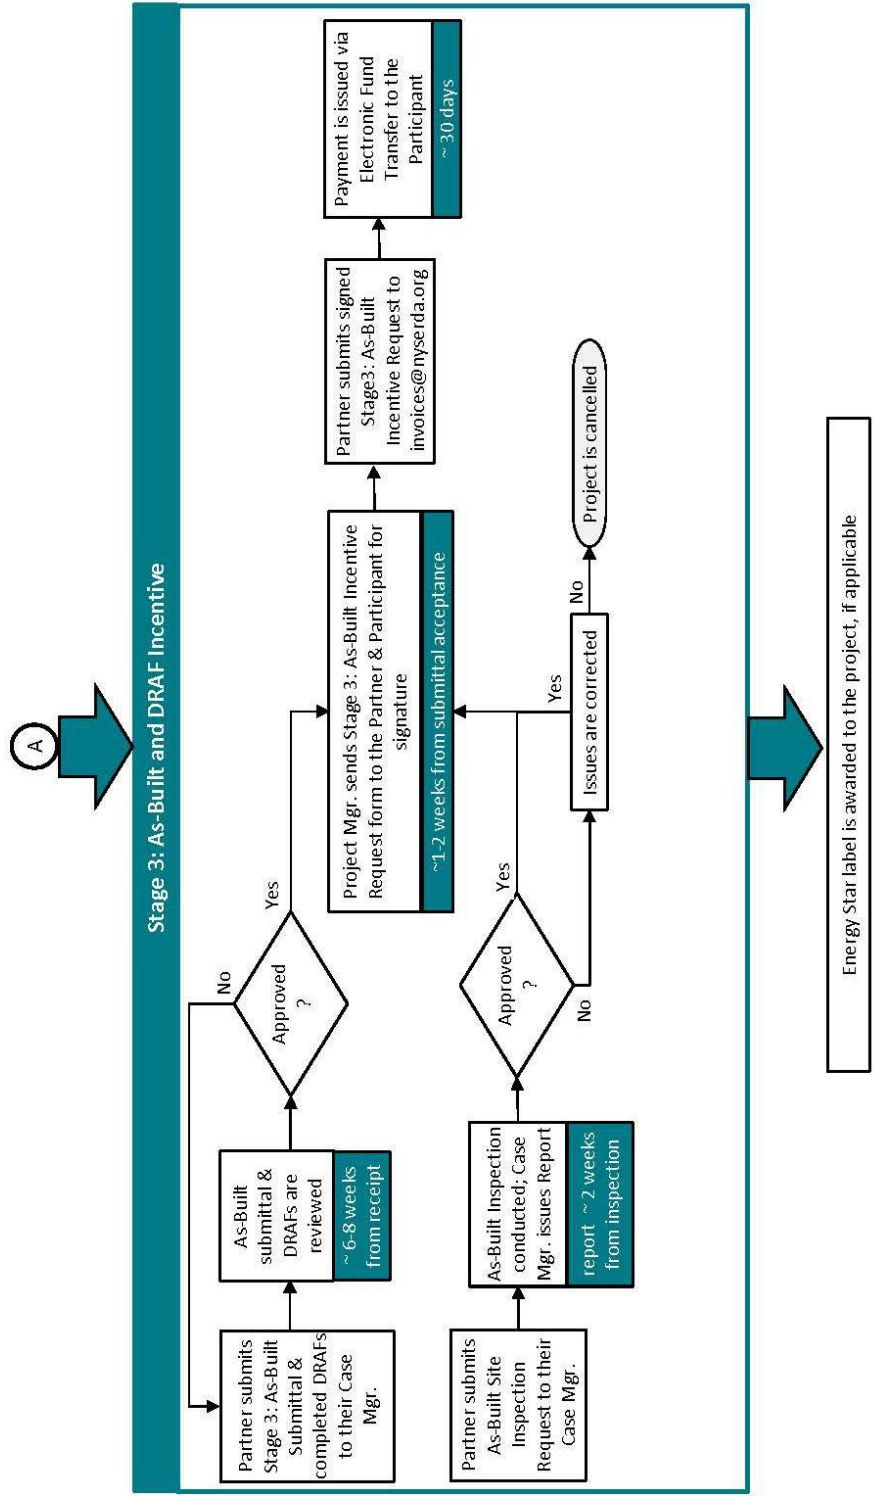 A
Stage 3: As-Built and DRAF Incentive
Partner submits
Stage 3: As-Built
Submittal &
completed DRAFs
to their Case
Mgr.
As-Built
submittal &
DRAFs are
reviewed
~ 6-8 weeks
from receipt
Approved
?
No
Yes
Project Mgr. sends Stage 3: As-Built Incentive
Request form to the Partner & Participant for
signature
~1-2 weeks from submittal acceptance
Partner submits signed
Stage3: As-Built
Incentive Request to
invoices@nyserda.org
Payment is issued via
Electronic Fund
Transfer to the
Participant
~ 30 days
Partner submits
As-Built Site
Inspection
Request to their
Case Mgr.
As-Built Inspection
conducted; Case
Mgr. issues Report
report ~ 2 weeks
from inspection
Approved
?
Yes
No
Issues are corrected
Yes
No
Project is cancelled
Energy Star label is awarded to the project, if applicable